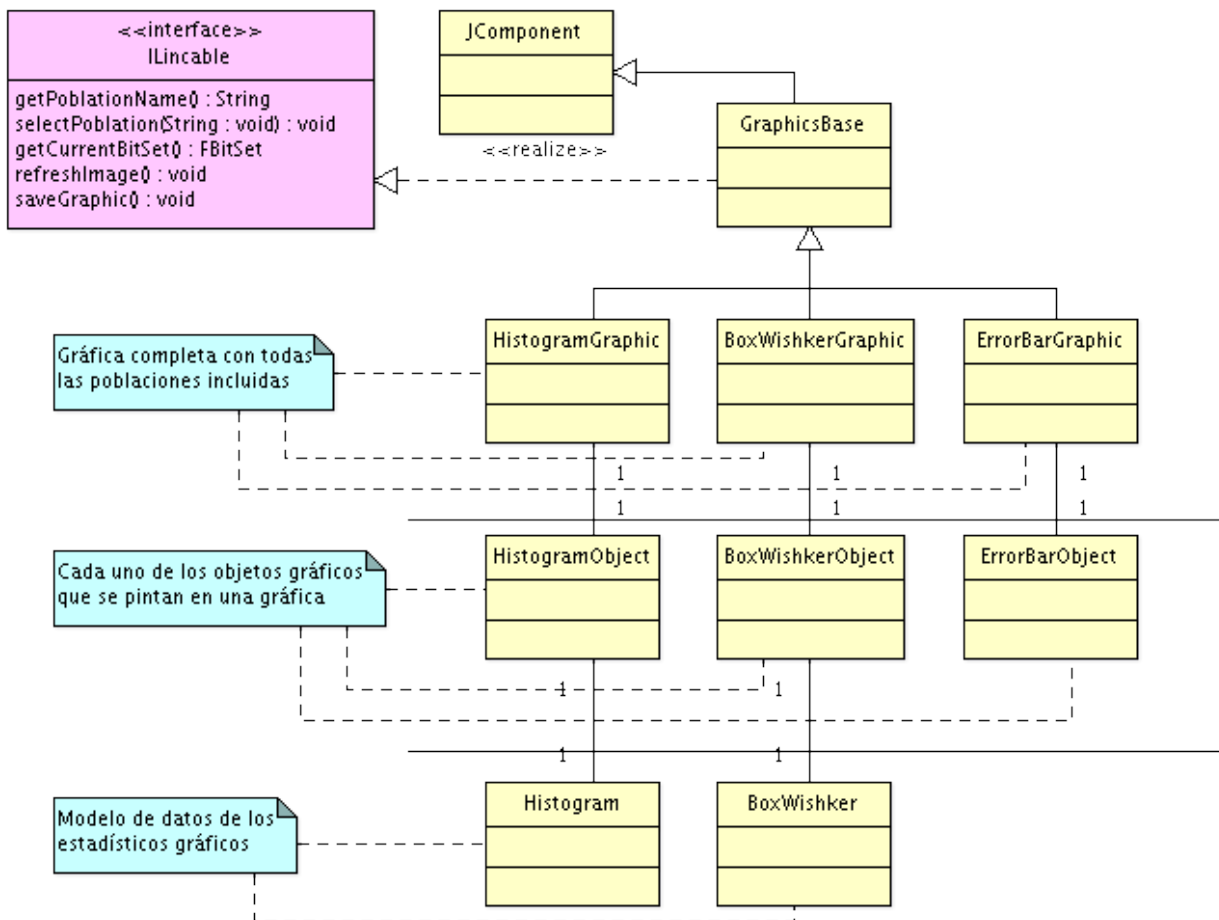 <<interface>>
ILincable
getPoblationName() : String
selectPoblation(String : void) : void
getCurrentBitSet() : FBitSet
refreshImage() : void
saveGraphic() : void
JComponent
GraphicsBase
<<realize>>
Gráfica completa con todas
las poblaciones incluidas
HistogramGraphic
BoxWishkerGraphic
ErrorBarGraphic
1
1
1
1
1
1
Cada uno de los objetos gráficos
que se pintan en una gráfica
HistogramObject
BoxWishkerObject
ErrorBarObject
1
1
1
1
Modelo de datos de los
estadísticos gráficos
Histogram
BoxWishker